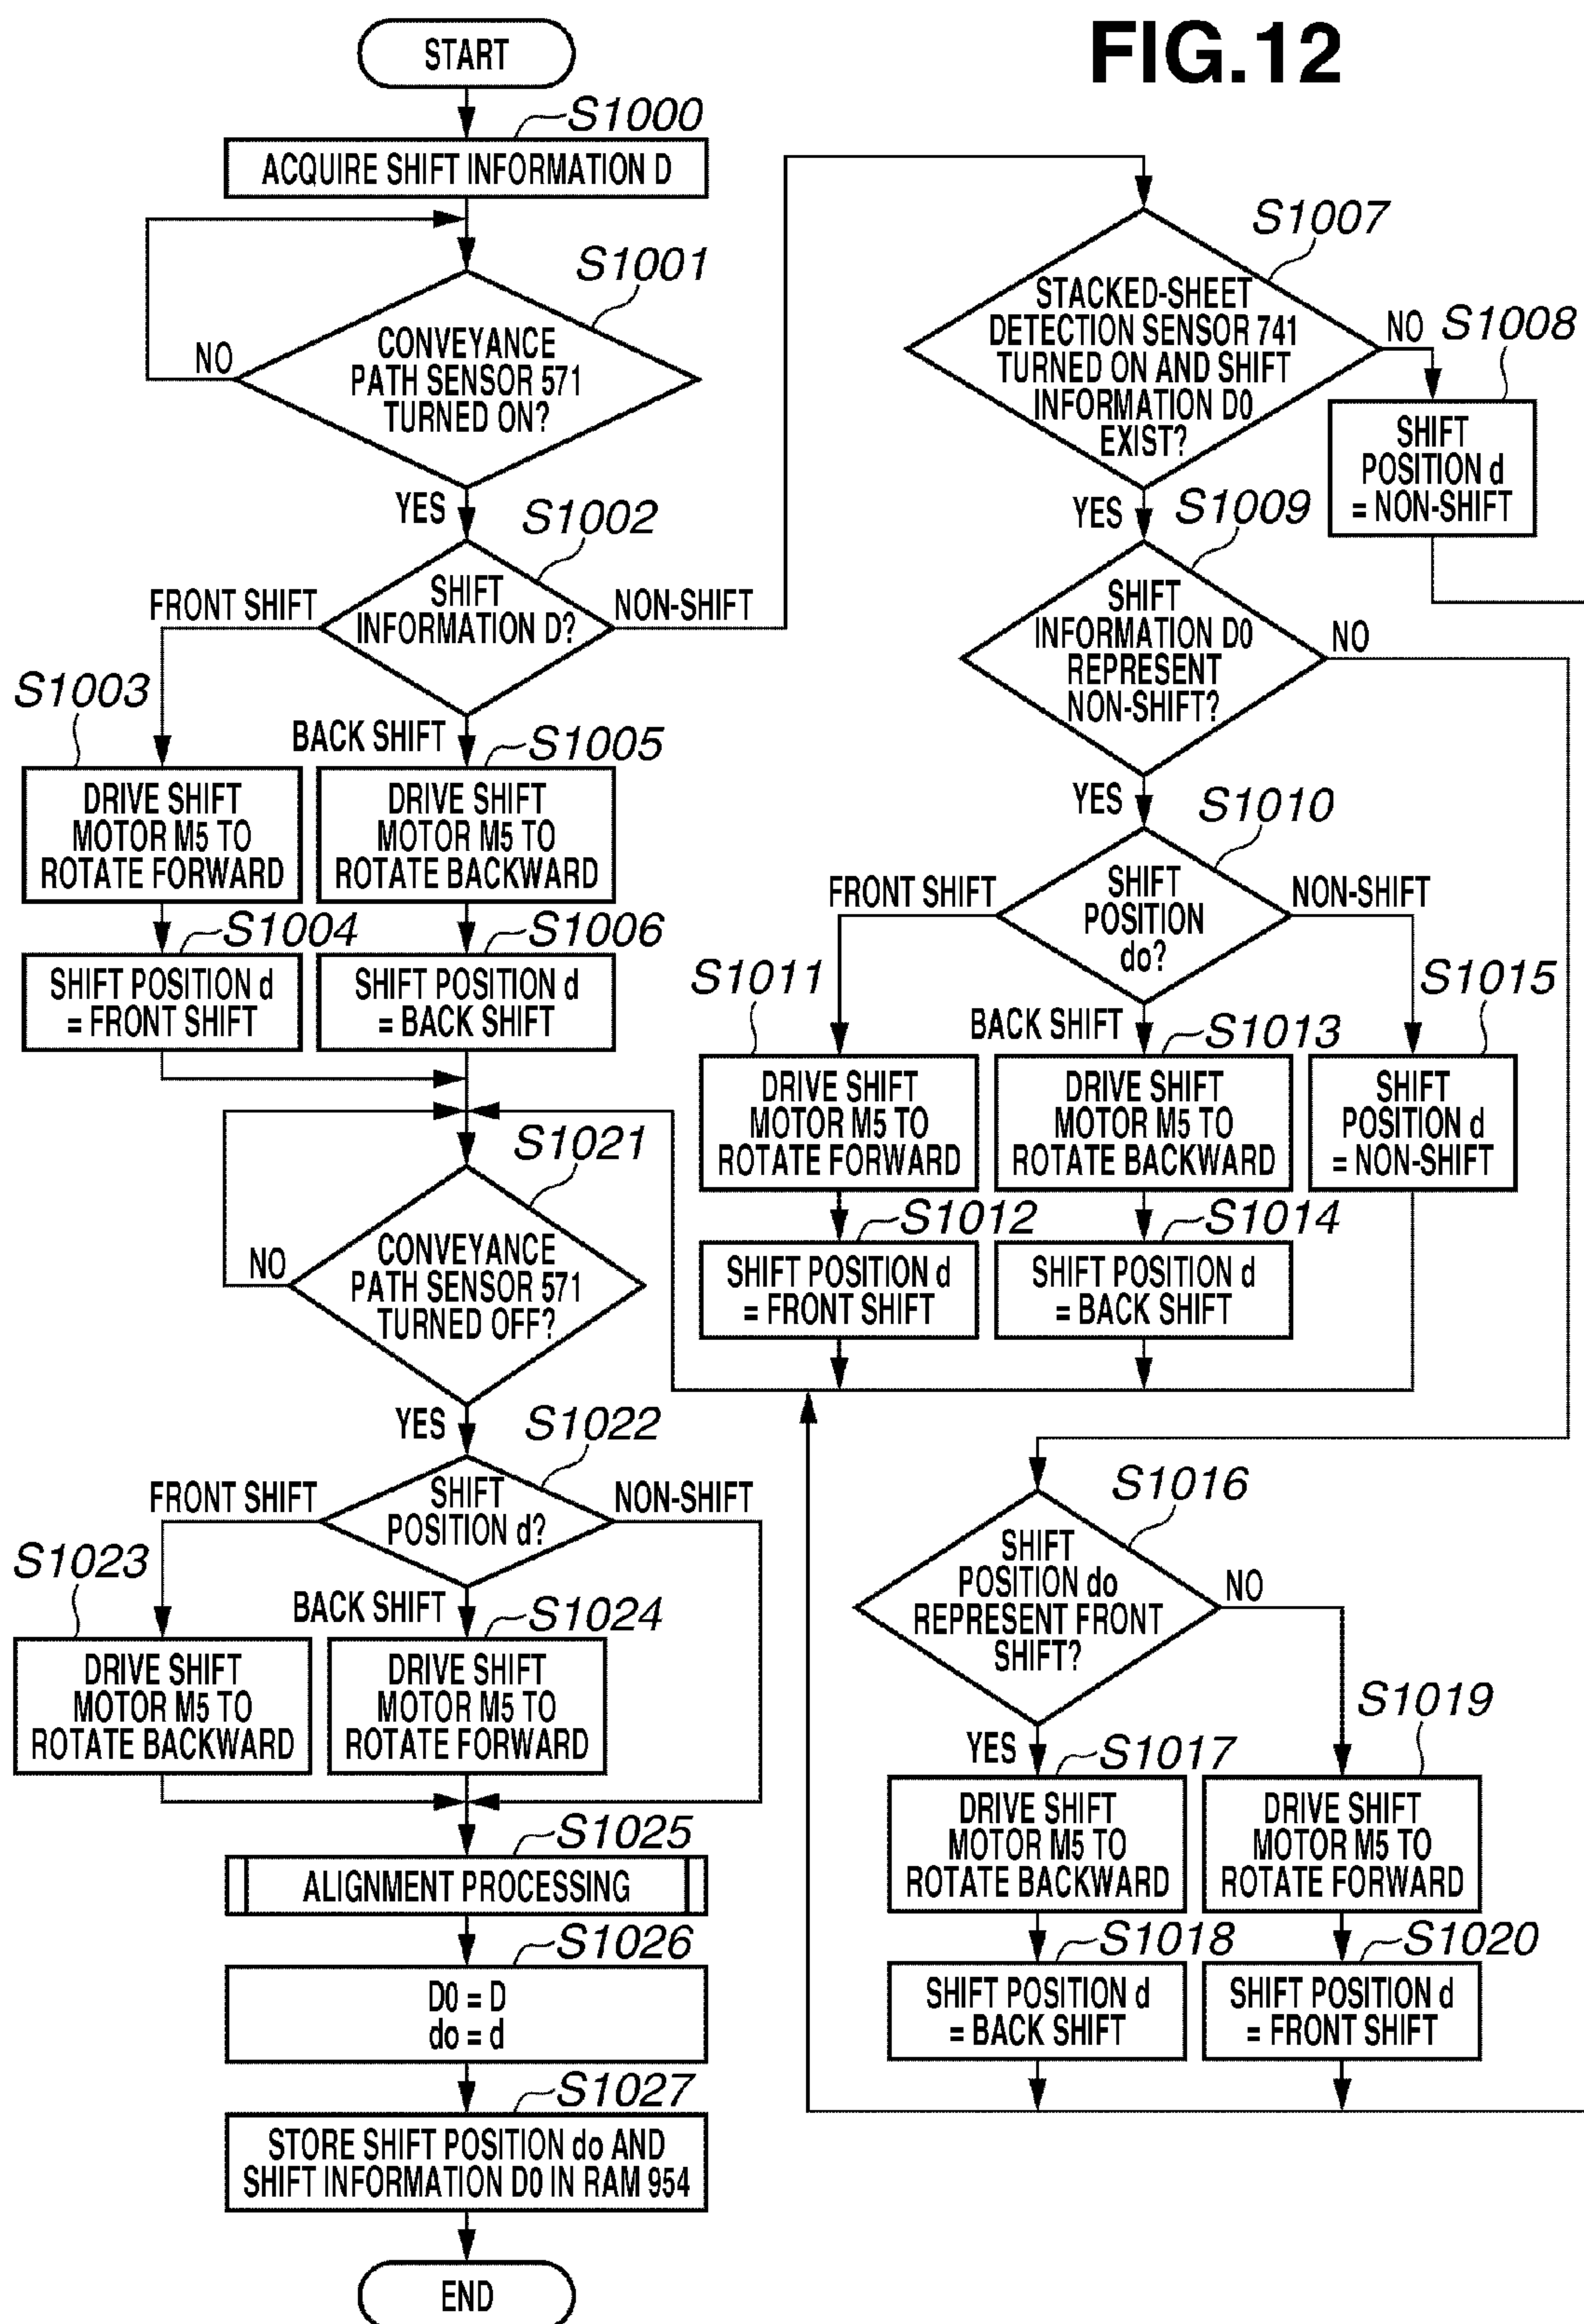 FIG.12
START
S1000
ACQUIRE SHIFT INFORMATION D
S1001
CONVEYANCE
PATH SENSOR 571
TURNED ON?
NO
YES
S1002
SHIFT
INFORMATION D?
FRONT SHIFT
NON-SHIFT
BACK SHIFT
S1003
DRIVE SHIFT
MOTOR M5 TO
ROTATE FORWARD
S1004
SHIFT POSITION d
= FRONT SHIFT
S1005
DRIVE SHIFT
MOTOR M5 TO
ROTATE BACKWARD
S1006
SHIFT POSITION d
= BACK SHIFT
S1007
STACKED-SHEET
DETECTION SENSOR 741
TURNED ON AND SHIFT
INFORMATION D0
EXIST?
NO
S1008
SHIFT
POSITION d
= NON-SHIFT
YES
S1009
SHIFT
INFORMATION D0
REPRESENT
NON-SHIFT?
NO
YES
S1010
SHIFT
POSITION
do?
FRONT SHIFT
NON-SHIFT
BACK SHIFT
S1011
DRIVE SHIFT
MOTOR M5 TO
ROTATE FORWARD
S1012
SHIFT POSITION d
= FRONT SHIFT
S1013
DRIVE SHIFT
MOTOR M5 TO
ROTATE BACKWARD
S1014
SHIFT POSITION d
= BACK SHIFT
S1015
SHIFT
POSITION d
= NON-SHIFT
S1016
SHIFT
POSITION do
REPRESENT FRONT
SHIFT?
NO
YES
S1017
DRIVE SHIFT
MOTOR M5 TO
ROTATE BACKWARD
S1018
SHIFT POSITION d
= BACK SHIFT
S1019
DRIVE SHIFT
MOTOR M5 TO
ROTATE FORWARD
S1020
SHIFT POSITION d
= FRONT SHIFT
S1021
CONVEYANCE
PATH SENSOR 571
TURNED OFF?
NO
YES
S1022
SHIFT
POSITION d?
FRONT SHIFT
NON-SHIFT
BACK SHIFT
S1023
DRIVE SHIFT
MOTOR M5 TO
ROTATE BACKWARD
S1024
DRIVE SHIFT
MOTOR M5 TO
ROTATE FORWARD
S1025
ALIGNMENT PROCESSING
S1026
D0 = D
do = d
S1027
STORE SHIFT POSITION do AND
SHIFT INFORMATION D0 IN RAM 954
END